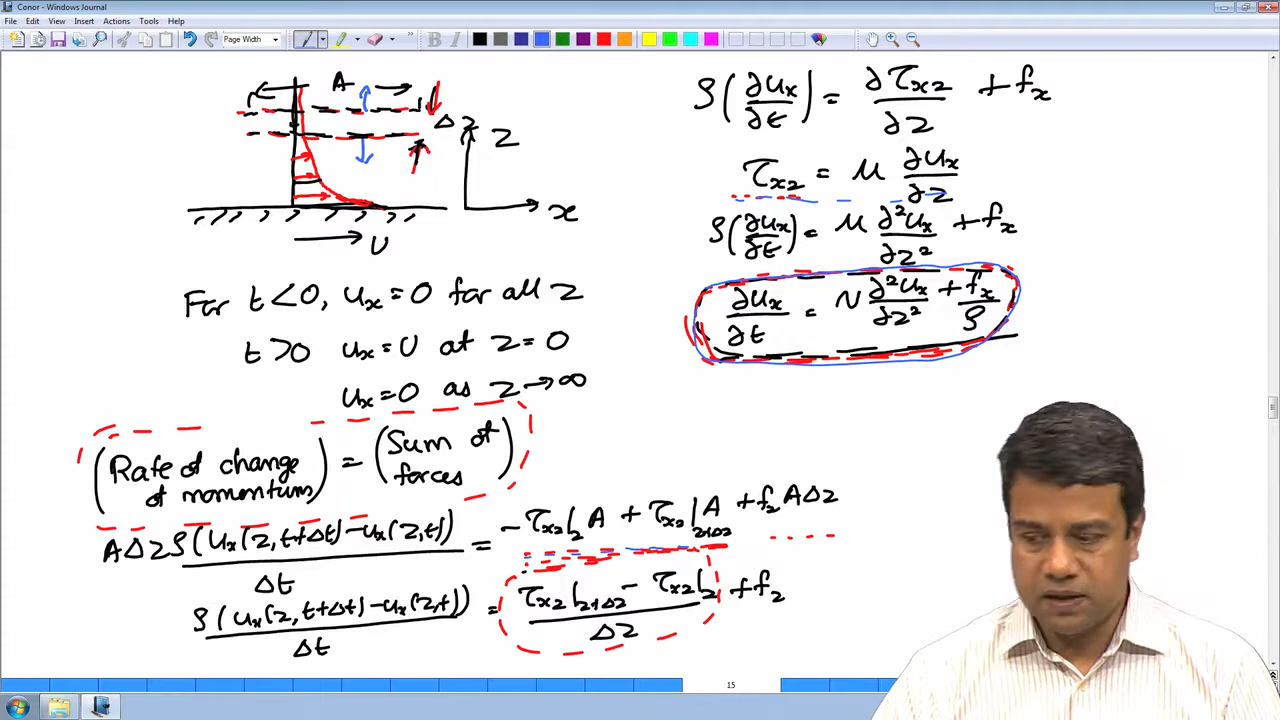 Conor - Windows Journal
File Edit View Insert Actions Tools Help
Page Width
A
Δz
z
x
U
For t<0, uₓ=0 for all z
t>0 uₓ=U at z=0
uₓ=0 as z→∞
(Rate of change of momentum) = (Sum of forces)
AΔzρ(uₓ(z,t+Δt)-uₓ(z,t))/Δt = -τₓz|z A + τₓz|z+Δz A + fz AΔz
ρ(uₓ(z,t+Δt)-uₓ(z,t))/Δt = (τₓz|z+Δz - τₓz|z)/Δz + fz
ρ(∂uₓ/∂t) = ∂τₓz/∂z + fₓ
τₓz = μ ∂uₓ/∂z
ρ(∂uₓ/∂t) = μ ∂²uₓ/∂z² + fₓ
∂uₓ/∂t = ν ∂²uₓ/∂z² + fₓ/ρ
15